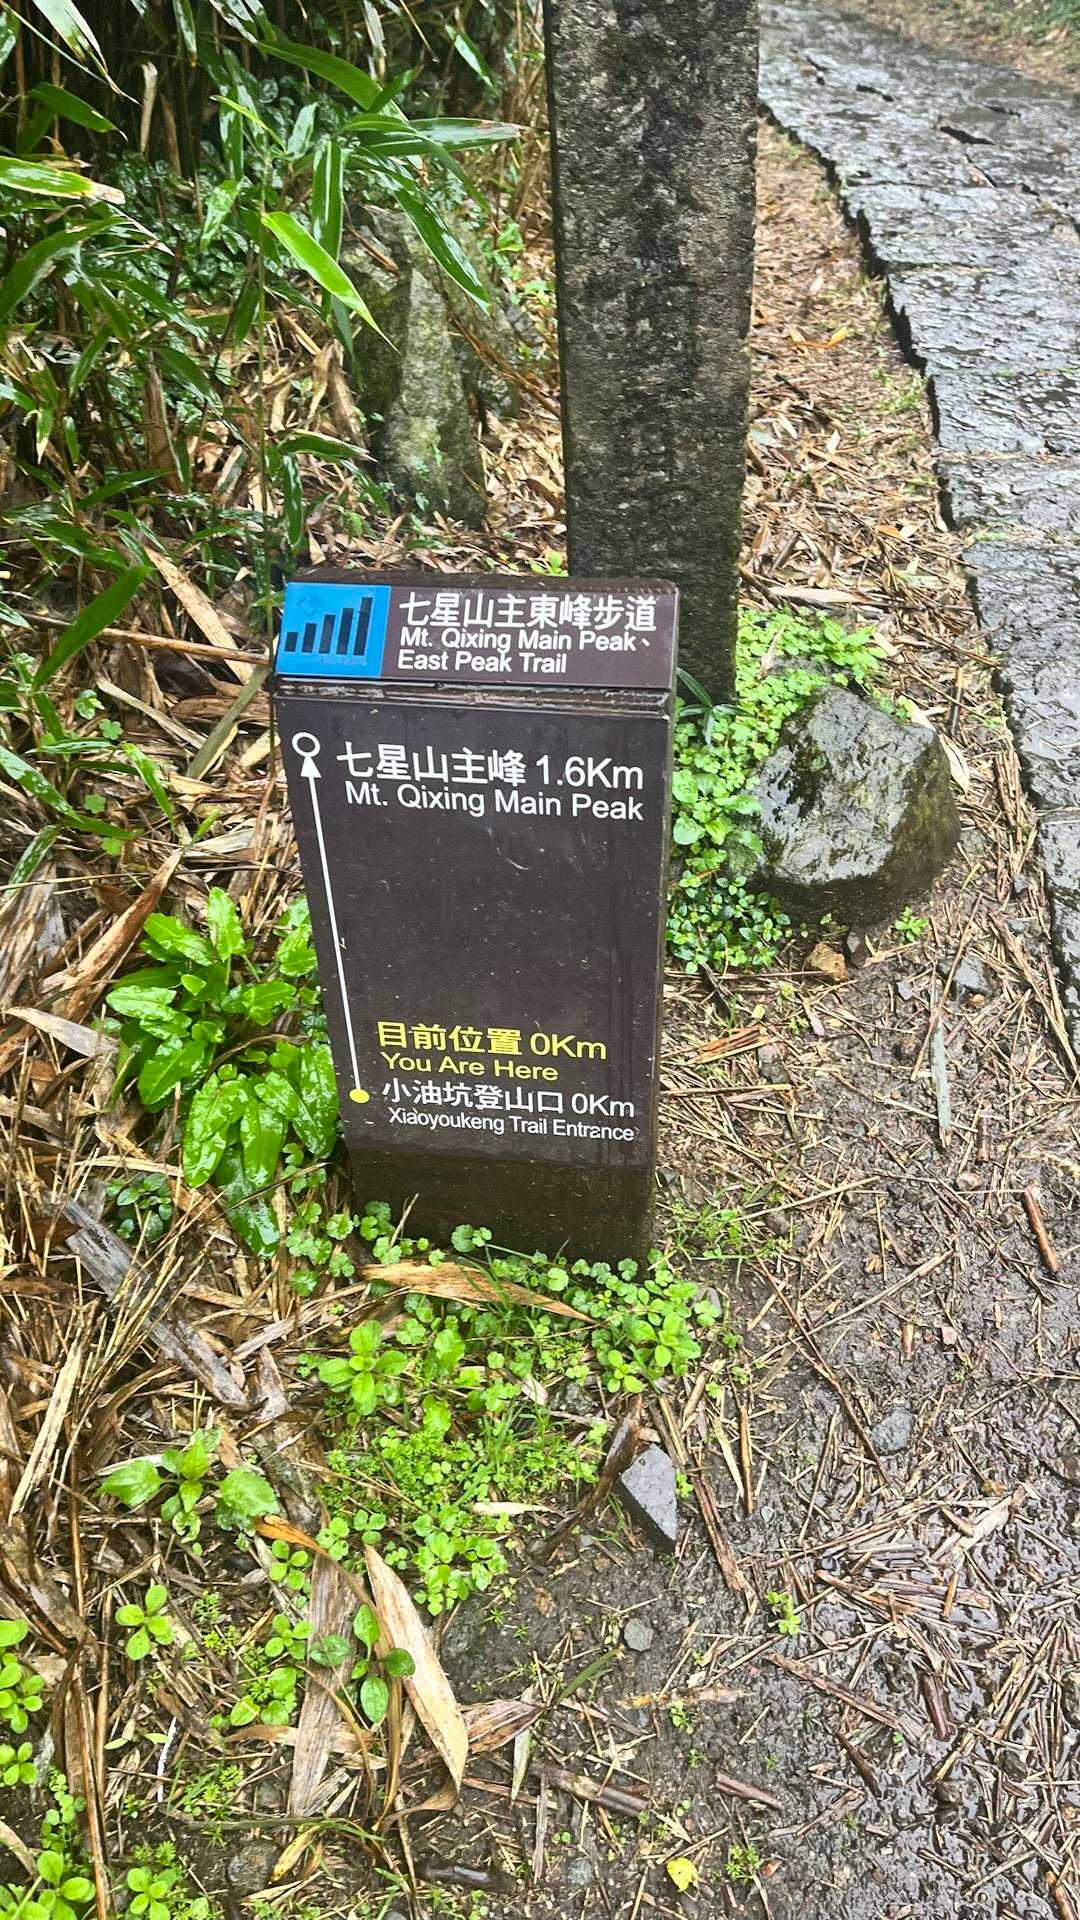 七星山主東峰步道
Mt. Qixing Main Peak、
East Peak Trail
七星山主峰 1.6Km
Mt. Qixing Main Peak
目前位置 0Km
You Are Here
小油坑登山口 0Km
Xiaoyoukeng Trail Entrance